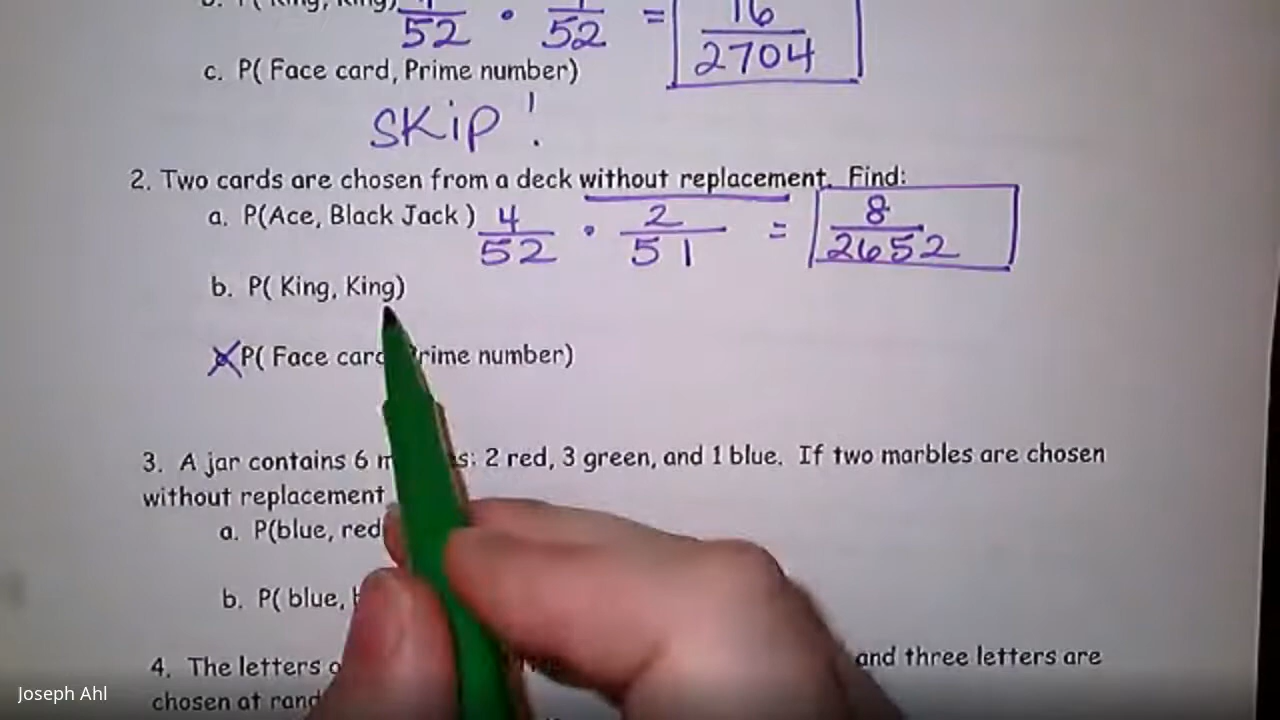 52 · 52 = 16
2704
c. P( Face card, Prime number)
SKiP !
2. Two cards are chosen from a deck without replacement. Find:
a. P(Ace, Black Jack ) 4/52 · 2/51 = 8/2652
b. P( King, King)
P( Face card Prime number)
3. A jar contains 6 : 2 red, 3 green, and 1 blue. If two marbles are chosen
without replacement
a. P(blue, red
b. P( blue,
4. The letters and three letters are
chosen at
Joseph Ahl